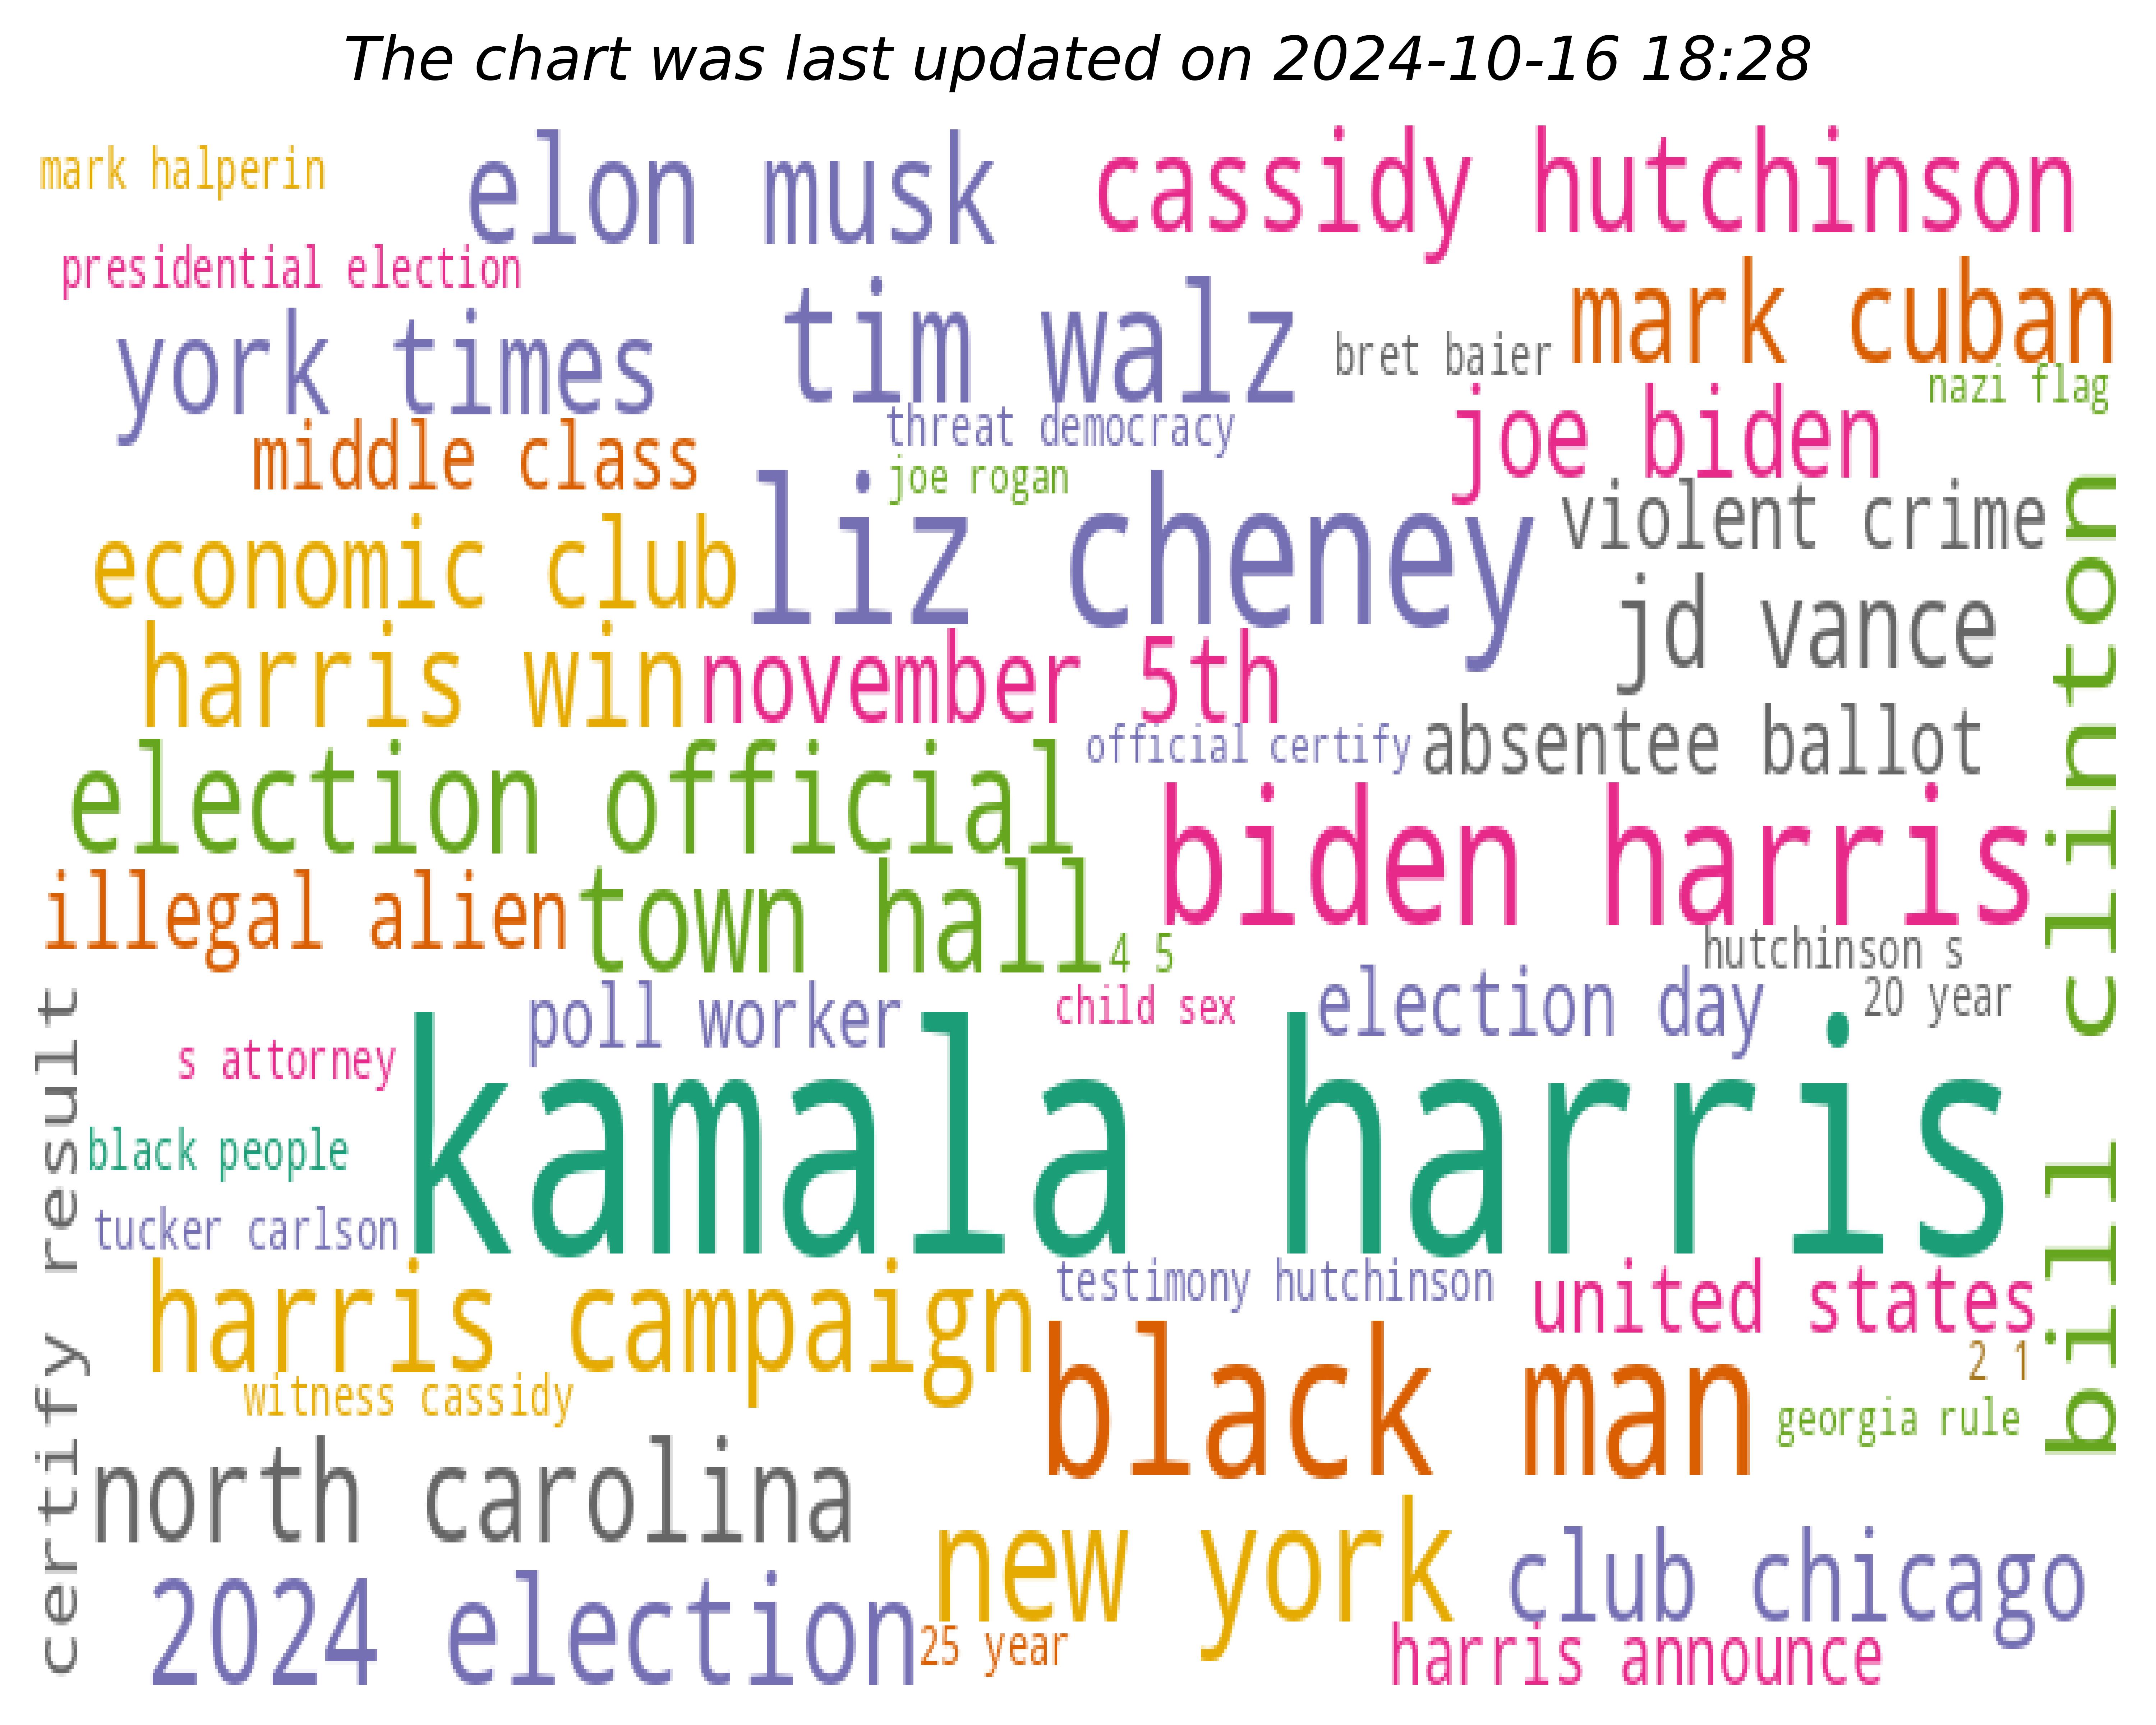 The chart was last updated on 2024-10-16 18:28
mark halperin
elon musk
cassidy hutchinson
presidential election
york times
tim walz
bret baier
mark cuban
nazi flag
middle class
threat democracy
joe biden
joe rogan
economic club
liz cheney
violent crime
jd vance
harris win
november 5th
official certify
absentee ballot
election official
biden harris
illegal alien
town hall
4 5
hutchinson s
poll worker
child sex
election day
20 year
s attorney
kamala harris
black people
tucker carlson
bill clinton
certify result
harris campaign
testimony hutchinson
united states
witness cassidy
black man
2 1
georgia rule
north carolina
new york
club chicago
2024 election
25 year
harris announce